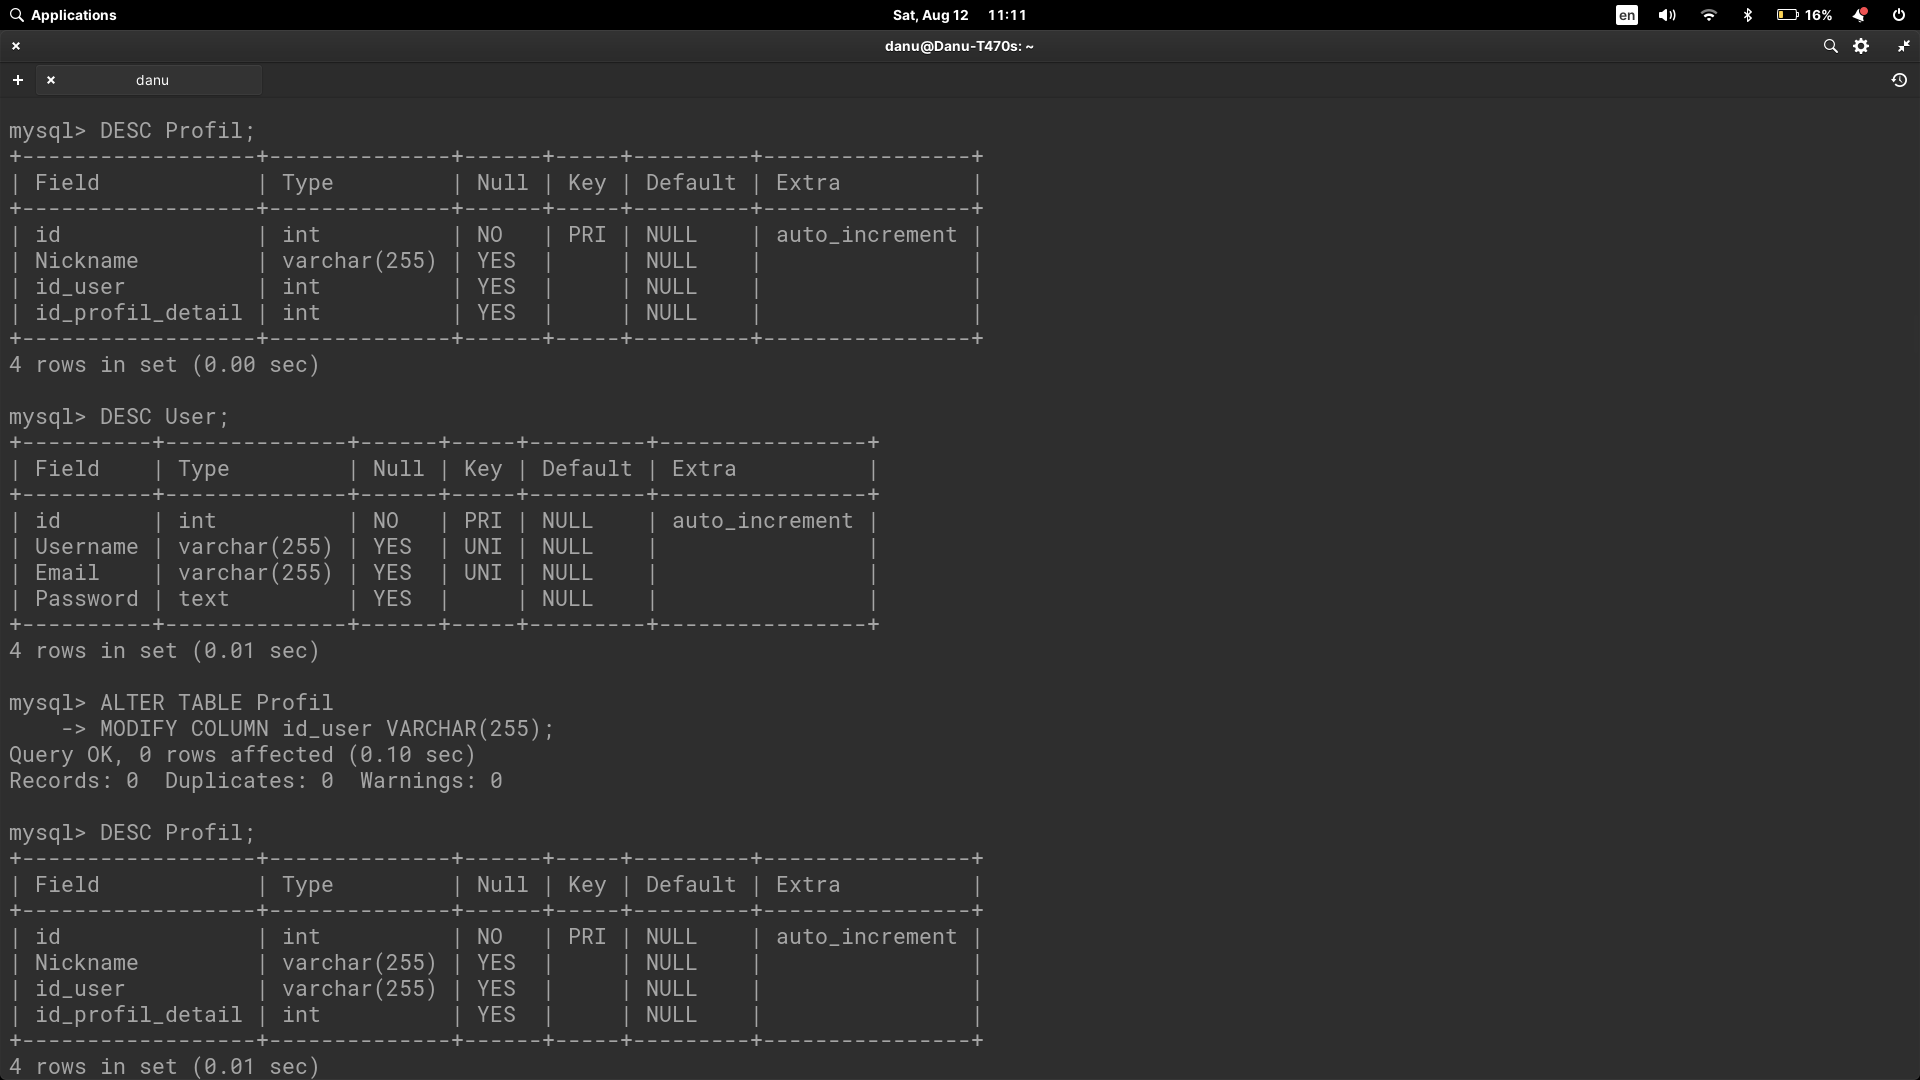 Applications
Sat, Aug 12 11:11
en 16%
danu@Danu-T470s: ~
danu
mysql> DESC Profil;
+------------------+--------------+------+-----+---------+----------------+
| Field            | Type         | Null | Key | Default | Extra          |
+------------------+--------------+------+-----+---------+----------------+
| id               | int          | NO   | PRI | NULL    | auto_increment |
| Nickname         | varchar(255) | YES  |     | NULL    |                |
| id_user          | int          | YES  |     | NULL    |                |
| id_profil_detail | int          | YES  |     | NULL    |                |
+------------------+--------------+------+-----+---------+----------------+
4 rows in set (0.00 sec)
mysql> DESC User;
+----------+--------------+------+-----+---------+----------------+
| Field    | Type         | Null | Key | Default | Extra          |
+----------+--------------+------+-----+---------+----------------+
| id       | int          | NO   | PRI | NULL    | auto_increment |
| Username | varchar(255) | YES  | UNI | NULL    |                |
| Email    | varchar(255) | YES  | UNI | NULL    |                |
| Password | text         | YES  |     | NULL    |                |
+----------+--------------+------+-----+---------+----------------+
4 rows in set (0.01 sec)
mysql> ALTER TABLE Profil
    -> MODIFY COLUMN id_user VARCHAR(255);
Query OK, 0 rows affected (0.10 sec)
Records: 0  Duplicates: 0  Warnings: 0
mysql> DESC Profil;
+------------------+--------------+------+-----+---------+----------------+
| Field            | Type         | Null | Key | Default | Extra          |
+------------------+--------------+------+-----+---------+----------------+
| id               | int          | NO   | PRI | NULL    | auto_increment |
| Nickname         | varchar(255) | YES  |     | NULL    |                |
| id_user          | varchar(255) | YES  |     | NULL    |                |
| id_profil_detail | int          | YES  |     | NULL    |                |
+------------------+--------------+------+-----+---------+----------------+
4 rows in set (0.01 sec)